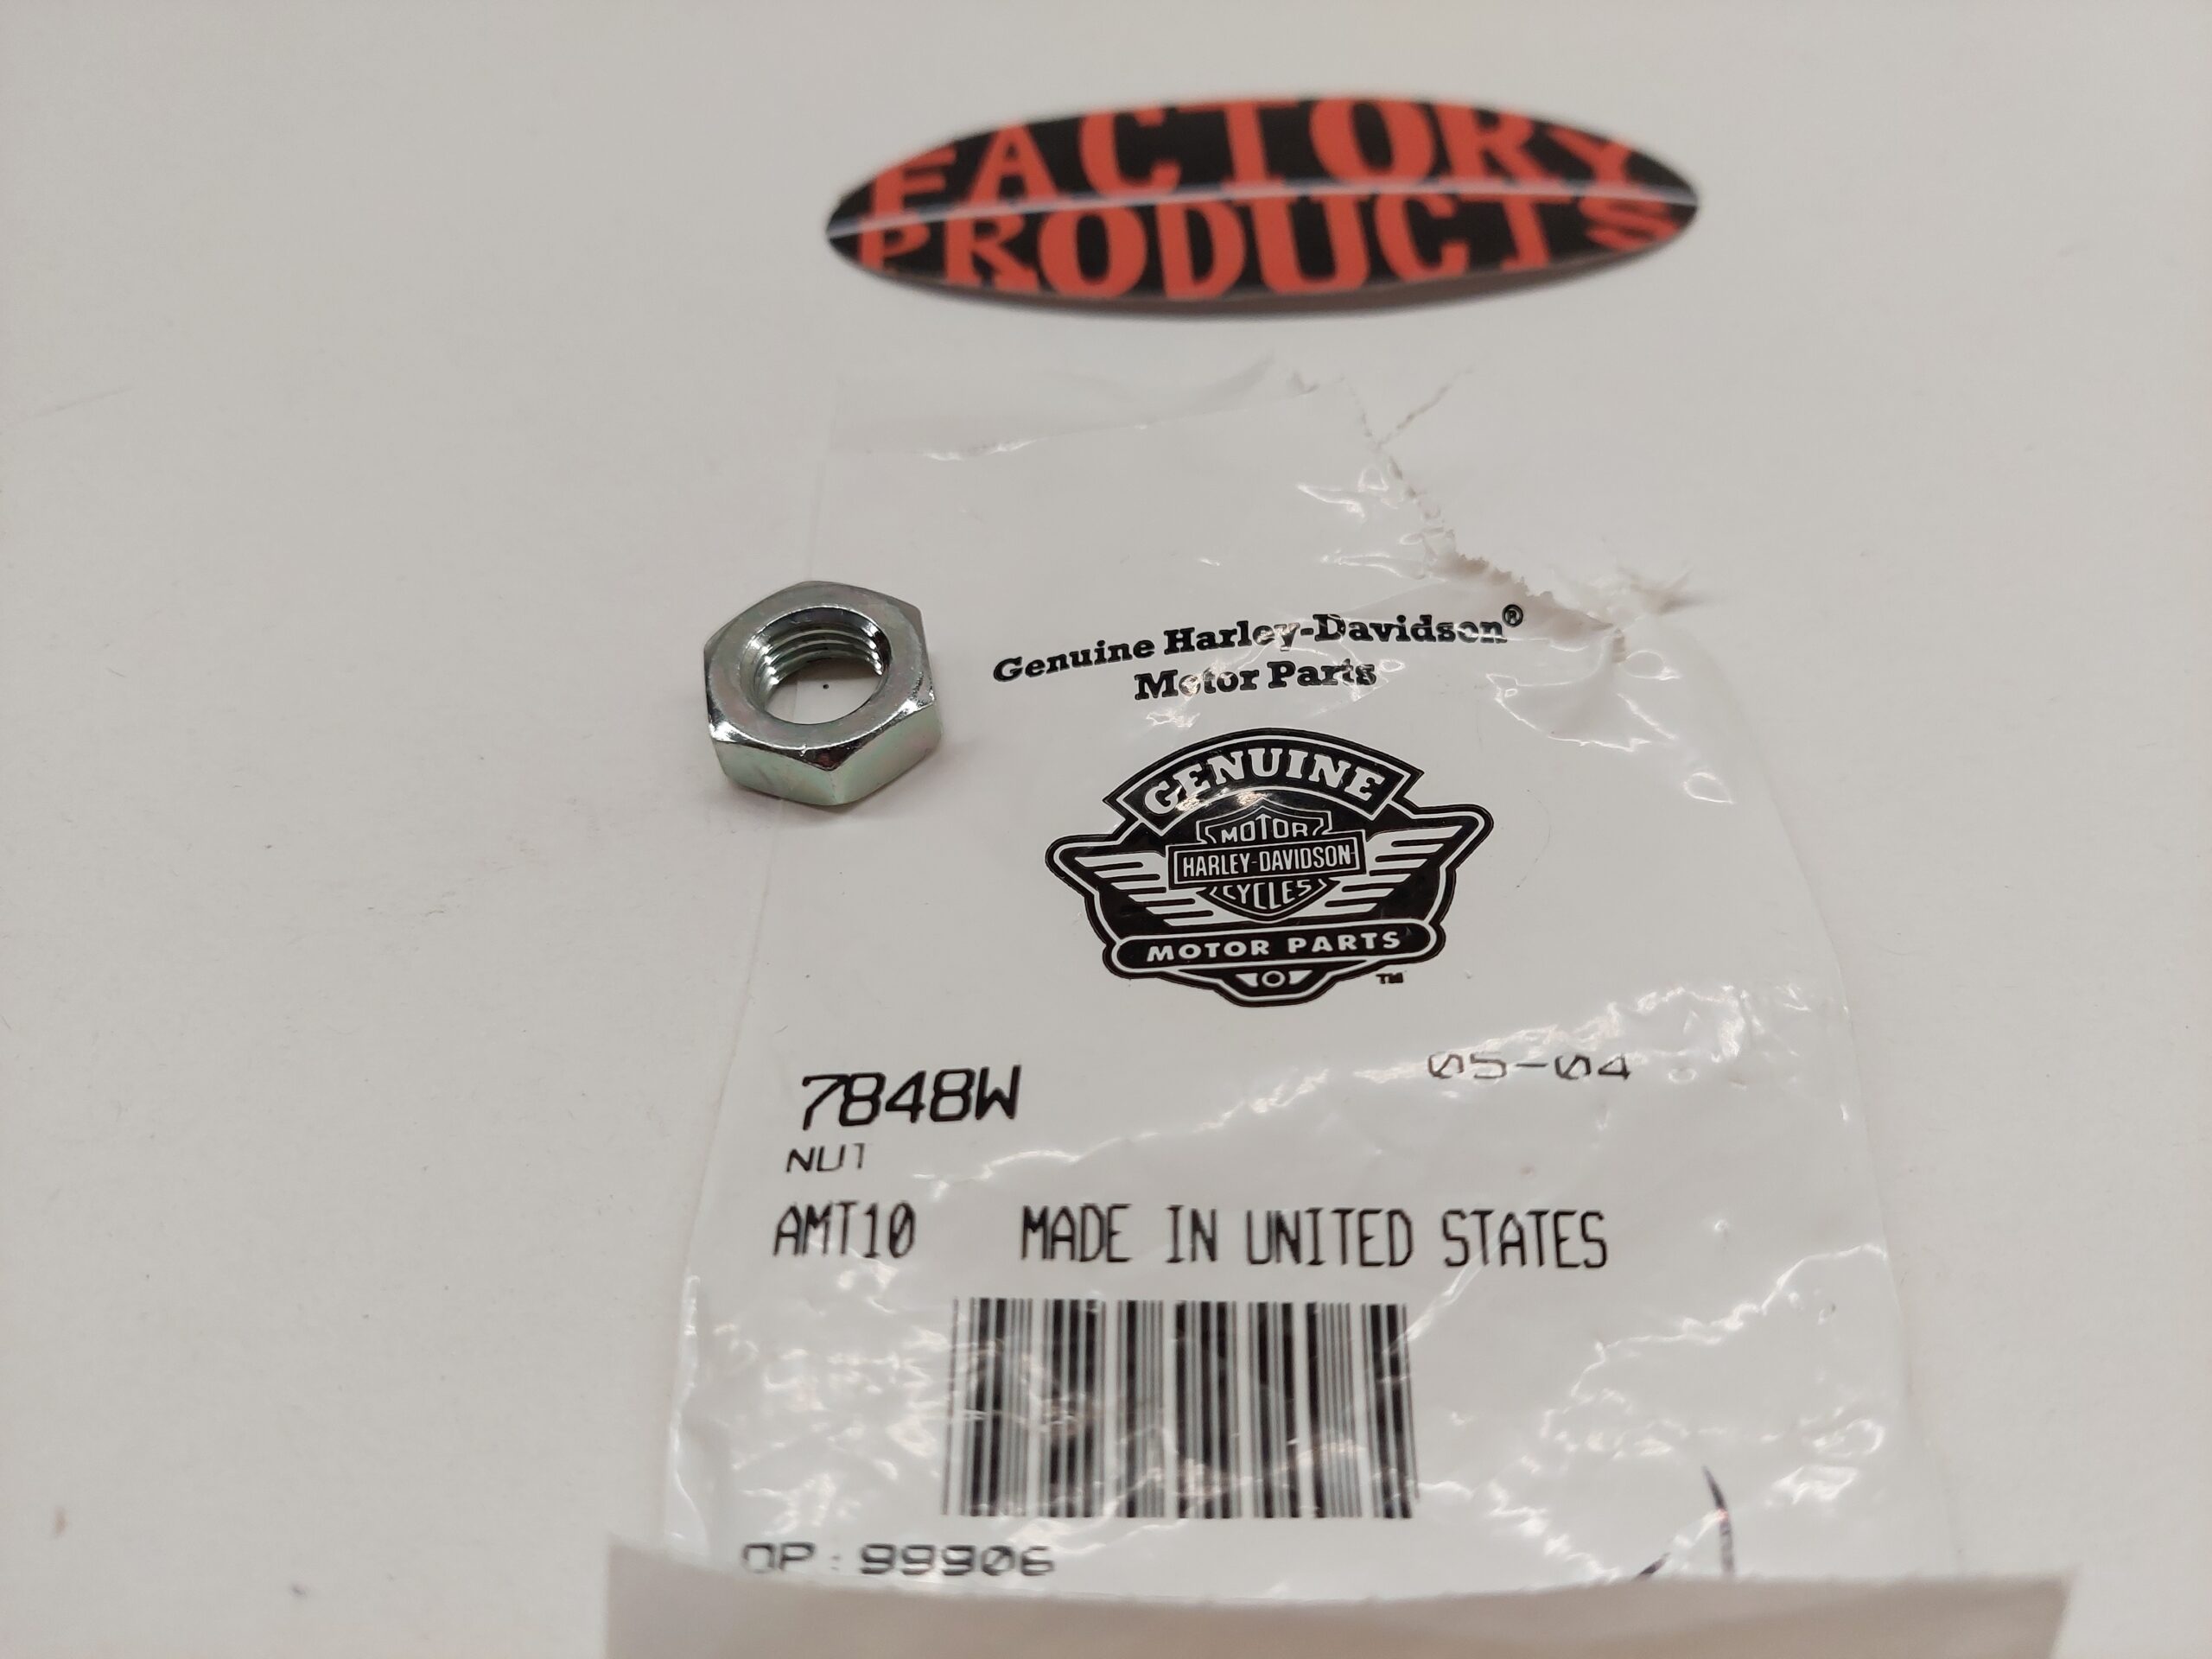 FACTORY
PRODUCTS
Genuine Harley-Davidson®
Motor Parts
GENUINE
MOTOR
HARLEY-DAVIDSON
CYCLES
MOTOR PARTS
TM
7848W
05-04
NUT
AMT10 MADE IN UNITED STATES
OP: 99906